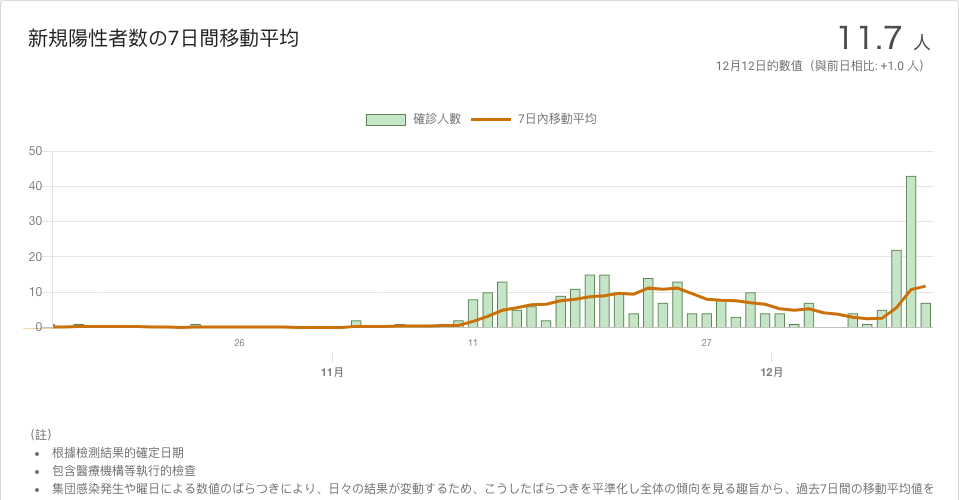 新規陽性者数の7日間移動平均
11.7 人
12月12日的數值（與前日相比: +1.0 人）
確診人數
7日內移動平均
50
40
30
20
10
0
26
11
27
11月
12月
（註）
• 根據檢測結果的確定日期
• 包含醫療機構等執行的檢查
• 集団感染発生や曜日による数値のばらつきにより、日々の結果が変動するため、こうしたばらつきを平準化し全体の傾向を見る趣旨から、過去7日間の移動平均値を